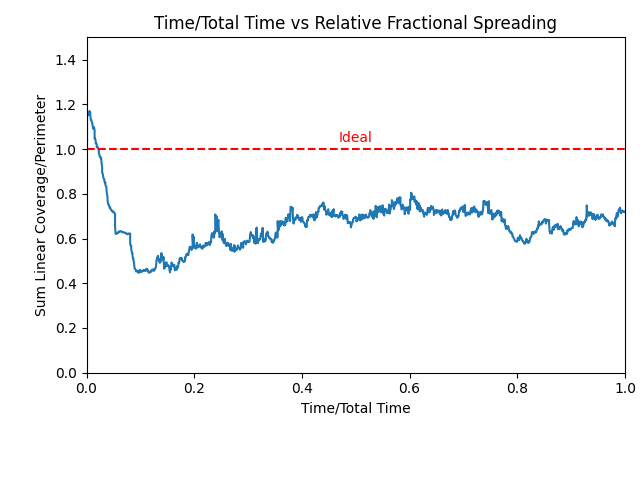 Time/Total Time vs Relative Fractional Spreading
Sum Linear Coverage/Perimeter
1.4
1.2
1.0
0.8
0.6
0.4
0.2
0.0
Ideal
0.0 0.2 0.4 0.6 0.8 1.0
Time/Total Time